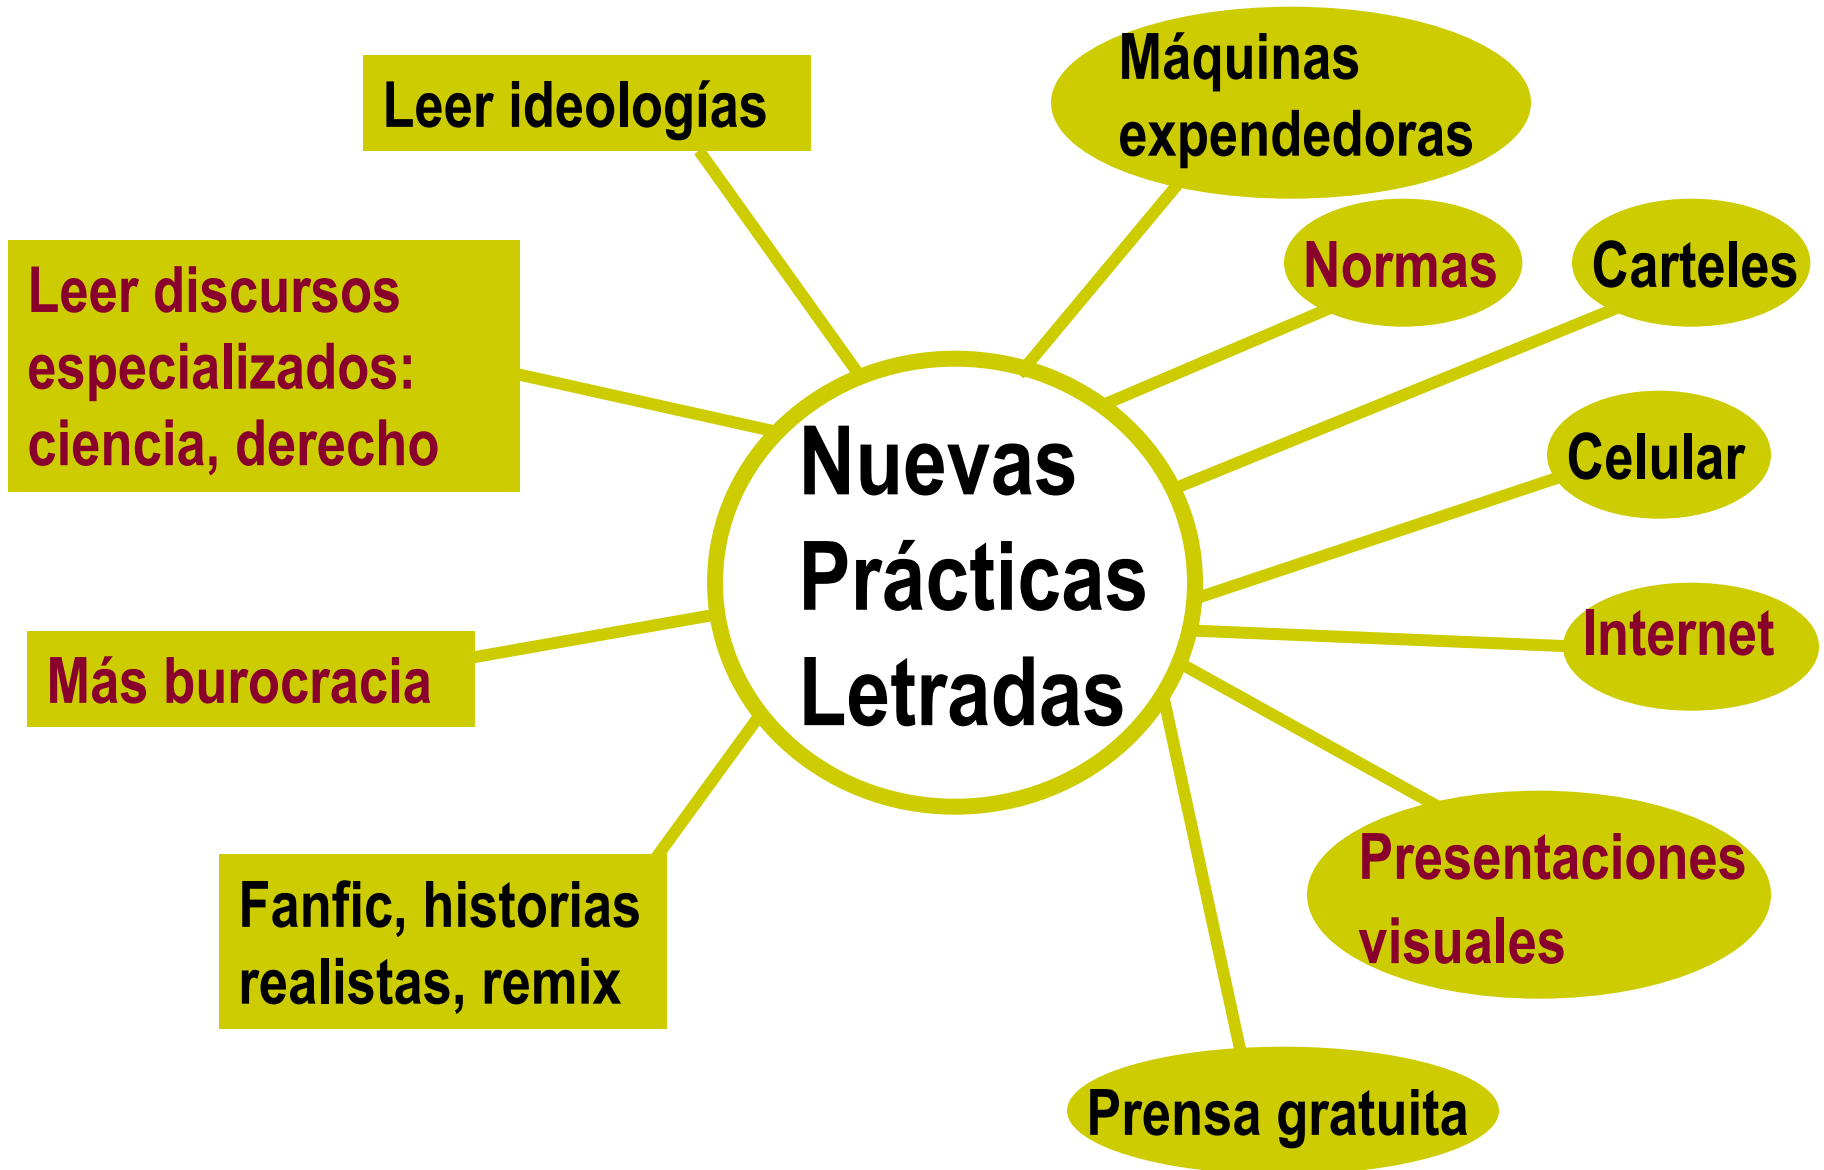 Leer ideologías
Máquinas
expendedoras
Normas
Carteles
Leer discursos
especializados:
ciencia, derecho
Celular
Nuevas
Prácticas
Letradas
Internet
Más burocracia
Presentaciones
visuales
Fanfic, historias
realistas, remix
Prensa gratuita